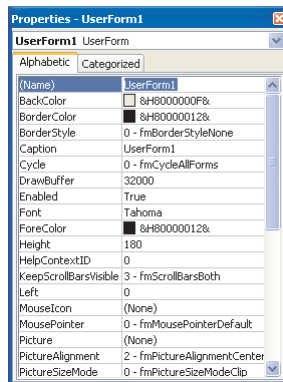 Properties - UserForm1
UserForm1 UserForm
Alphabetic Categorized
(Name) UserForm1
BackColor &H8000000F&
BorderColor &H80000012&
BorderStyle 0 - fmBorderStyleNone
Caption UserForm1
Cycle 0 - fmCycleAllForms
DrawBuffer 32000
Enabled True
Font Tahoma
ForeColor &H80000012&
Height 180
HelpContextID 0
KeepScrollBarsVisible 3 - fmScrollBarsBoth
Left 0
MouseIcon (None)
MousePointer 0 - fmMousePointerDefault
Picture (None)
PictureAlignment 2 - fmPictureAlignmentCenter
PictureSizeMode 0 - fmPictureSizeModeClip